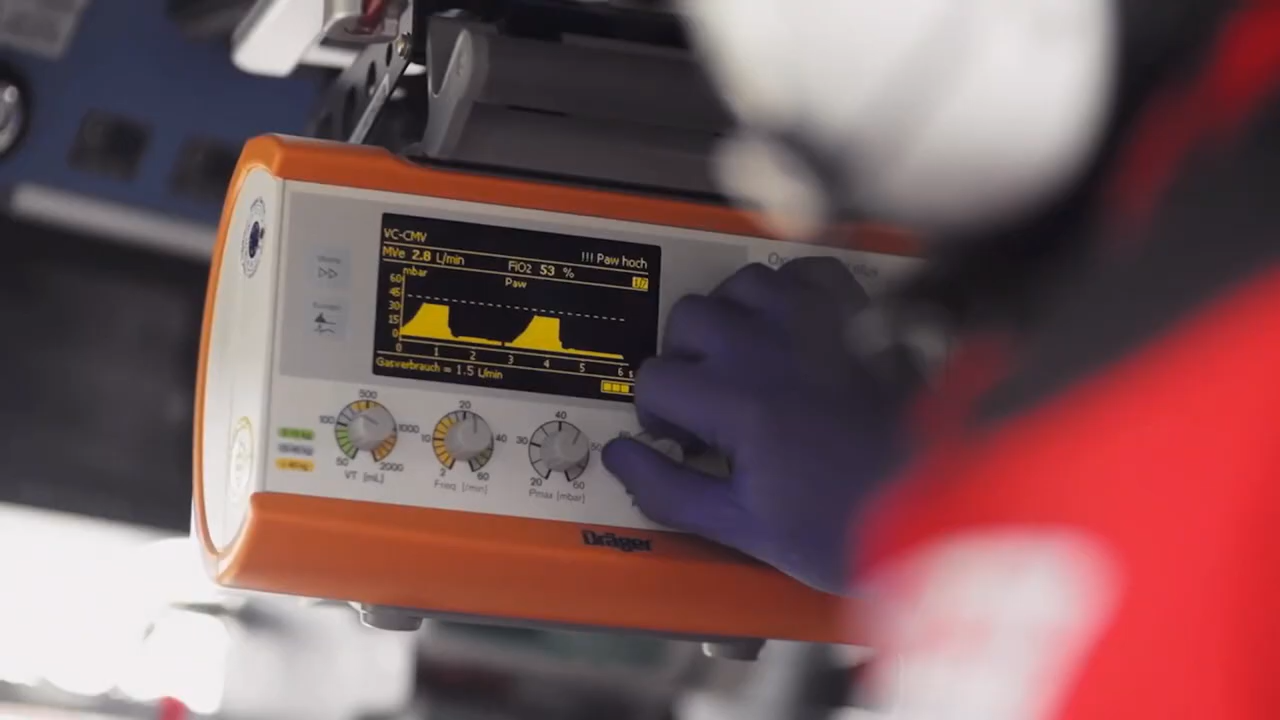 VC-CMV
!!! Paw hoch
MVe 2.8 L/min
FiO2 53 %
1/7
mbar
Paw
60
45
30
15
0
0 1 2 3 4 5 6 s
Gasverbrauch = 1.5 L/min
500
100
1000
50
2000
VT [mL]
20
10
40
2
60
Freq. [/min]
40
30
50
20
60
Pmax [mbar]
Dräger